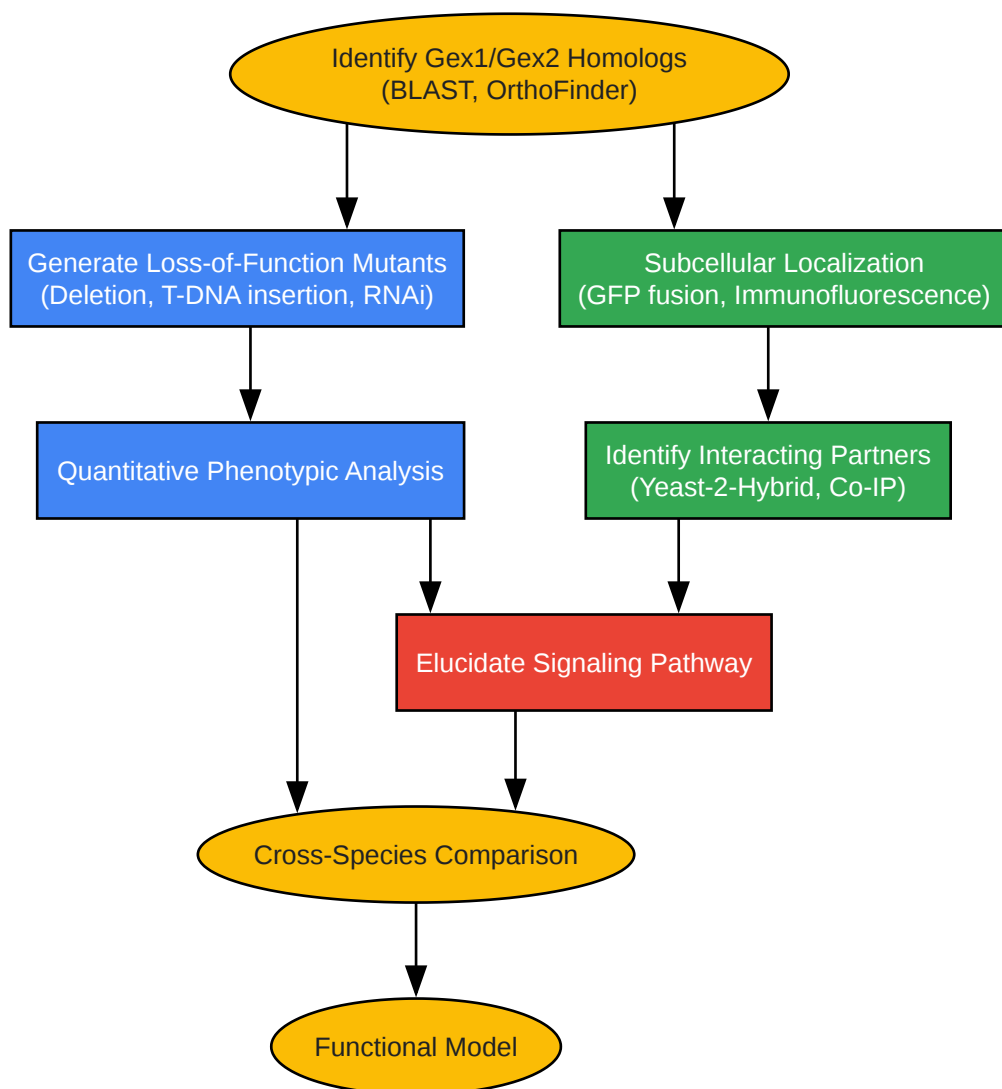 Identify Gex1/Gex2 Homologs
(BLAST, OrthoFinder)
Generate Loss-of-Function Mutants
(Deletion, T-DNA insertion, RNAi)
Subcellular Localization
(GFP fusion, Immunofluorescence)
Quantitative Phenotypic Analysis
Identify Interacting Partners
(Yeast-2-Hybrid, Co-IP)
Elucidate Signaling Pathway
Cross-Species Comparison
Functional Model